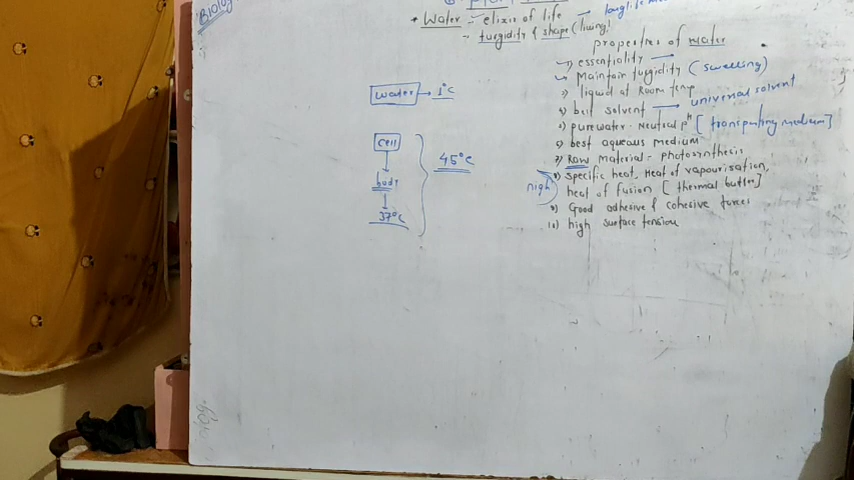 Biolog
• Water - elixir of life
- turgidity & shape (living)
properties of water
1) essentiality →
Maintain turgidity (swelling)
3) liquid at Room temp
4) best solvent → universal solvent
5) pure water - Neutral pH [transporting medium]
6) best aqueous medium
7) Raw material - photosynthesis
8) specific heat, Heat of vapourisation,
high heat of fusion [thermal buffer]
9) Good adhesive & cohesive forces
10) high surface tension
water → 1°C
cell
body
37°C
45°C